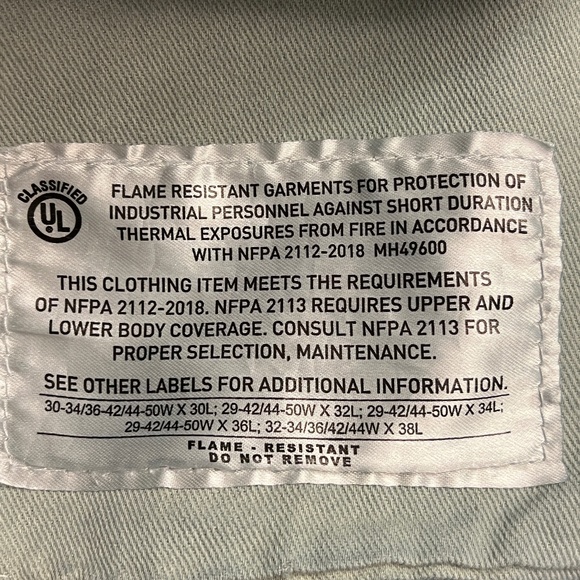 CLASSIFIED
UL
FLAME RESISTANT GARMENTS FOR PROTECTION OF
INDUSTRIAL PERSONNEL AGAINST SHORT DURATION
THERMAL EXPOSURES FROM FIRE IN ACCORDANCE
WITH NFPA 2112-2018 MH49600
THIS CLOTHING ITEM MEETS THE REQUIREMENTS
OF NFPA 2112-2018. NFPA 2113 REQUIRES UPPER AND
LOWER BODY COVERAGE. CONSULT NFPA 2113 FOR
PROPER SELECTION, MAINTENANCE.
SEE OTHER LABELS FOR ADDITIONAL INFORMATION.
30-34/36-42/44-50W X 30L; 29-42/44-50W X 32L; 29-42/44-50W X 34L;
29-42/44-50W X 36L; 32-34/36/42/44W X 38L
FLAME - RESISTANT
DO NOT REMOVE